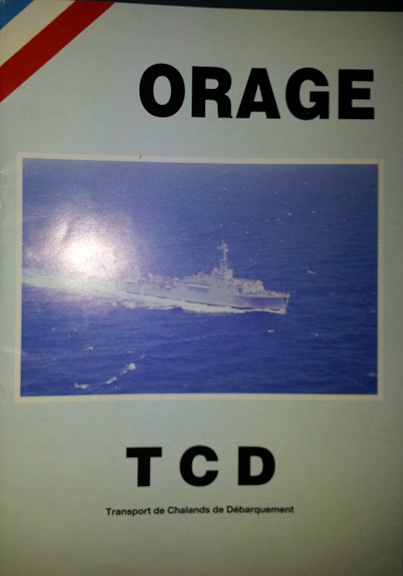 ORAGE
TCD
Transport de Chalands de Débarquement